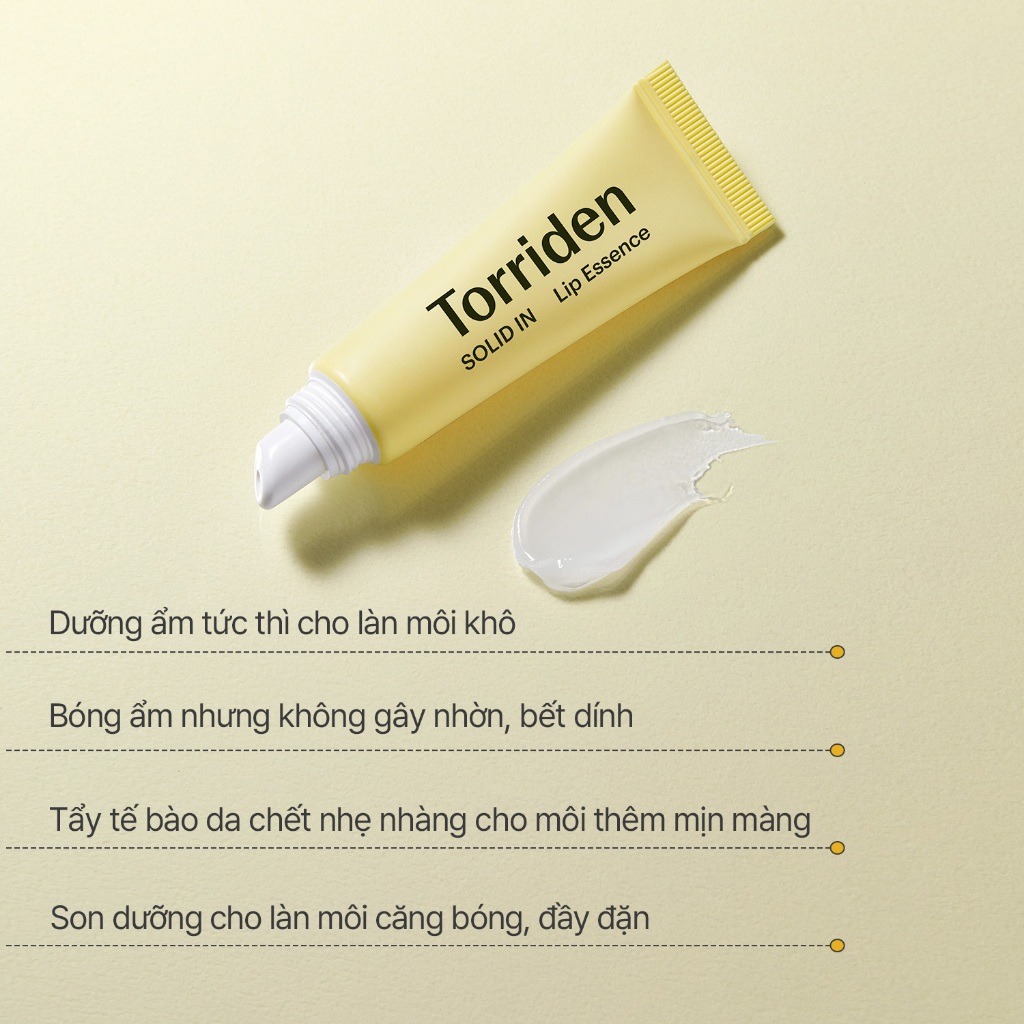 Torriden
SOLID IN Lip Essence
Dưỡng ẩm tức thì cho làn môi khô
Bóng ẩm nhưng không gây nhờn, bết dính
Tẩy tế bào da chết nhẹ nhàng cho môi thêm mịn màng
Son dưỡng cho làn môi căng bóng, đầy đặn